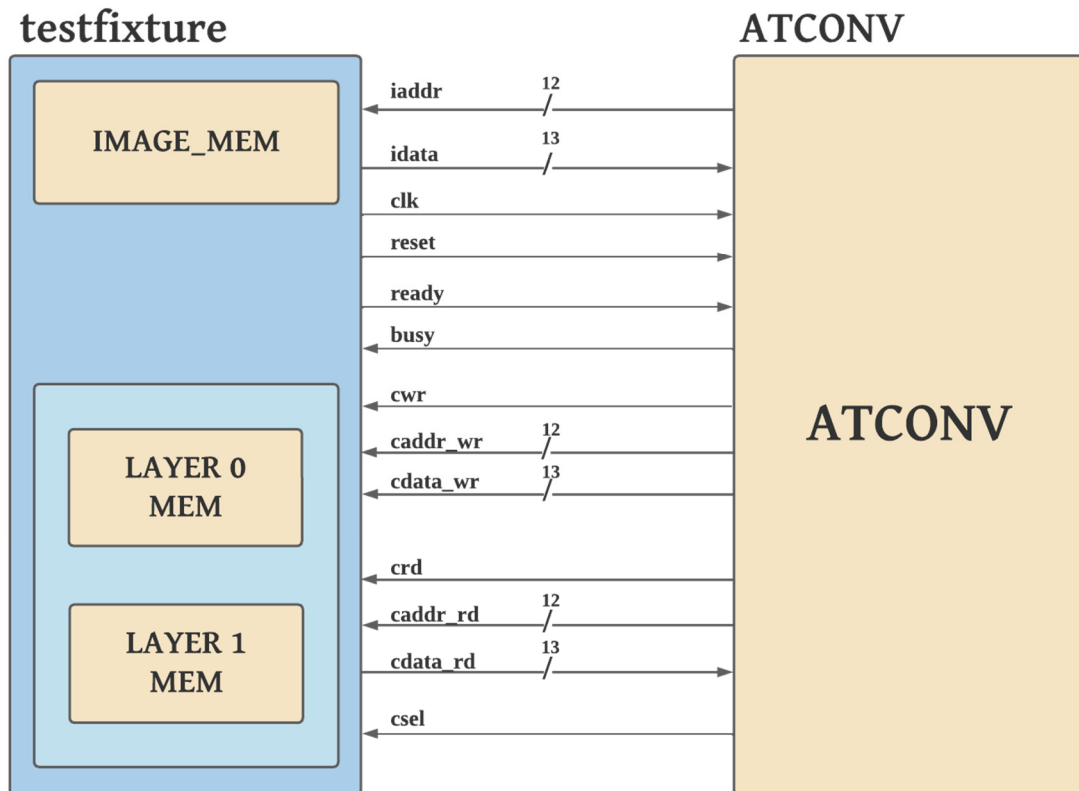 testfixture
ATCONV
IMAGE_MEM
iaddr
12
idata
13
clk
reset
ready
busy
cwr
caddr_wr
12
cdata_wr
13
LAYER 0
MEM
crd
caddr_rd
12
cdata_rd
13
LAYER 1
MEM
csel
ATCONV